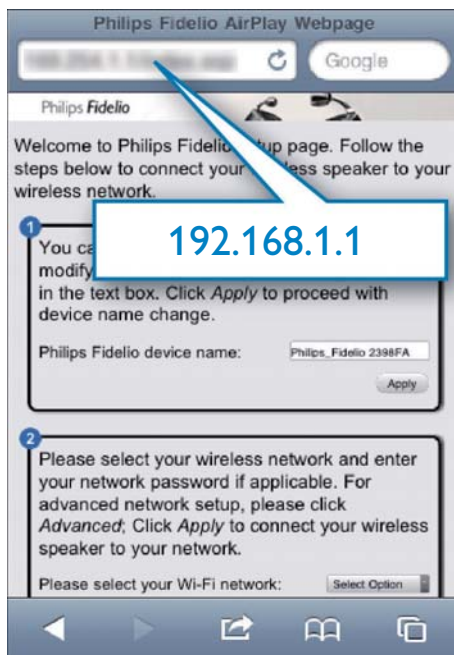 Philips Fidelio AirPlay Webpage
Google
Philips Fidelio
Welcome to Philips Fidelio page. Follow the
steps below to connect your speaker to your
wireless network.
192.168.1.1
1
You
modify
in the text box. Click Apply to proceed with
device name change.
Philips Fidelio device name:
Philips_Fidelio 2398FA
Apply
2
Please select your wireless network and enter
your network password if applicable. For
advanced network setup, please click
Advanced; Click Apply to connect your wireless
speaker to your network.
Please select your Wi-Fi network:
Select Option